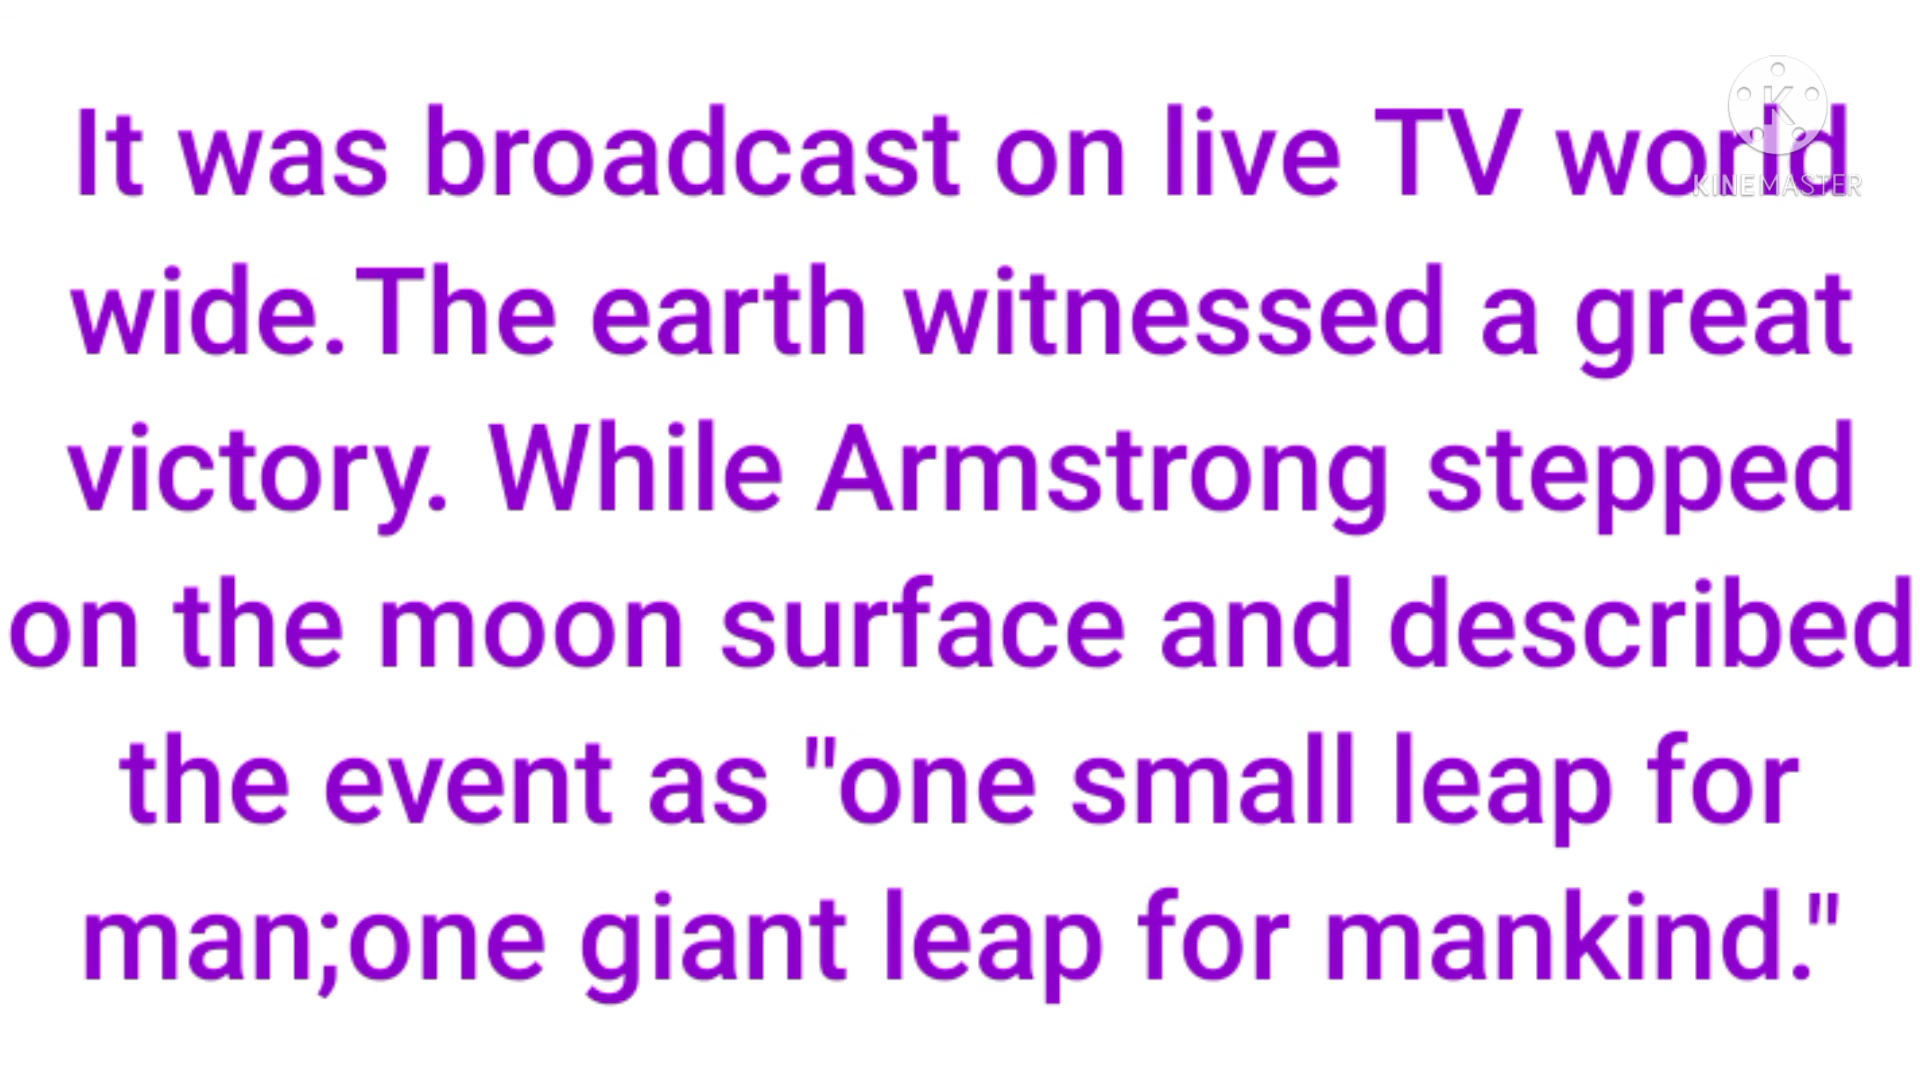 It was broadcast on live TV world
KINEMASTER
wide.The earth witnessed a great
victory. While Armstrong stepped
on the moon surface and described
the event as "one small leap for
man;one giant leap for mankind."